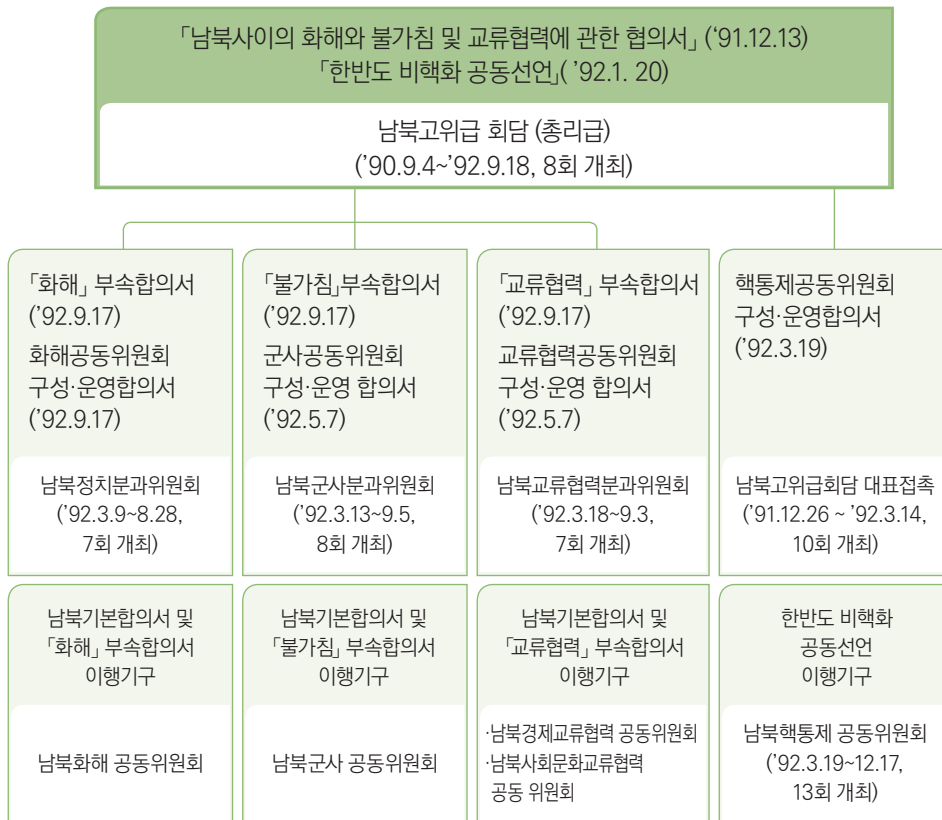 「남북사이의 화해와 불가침 및 교류협력에 관한 협의서」 (‘91.12.13)
「한반도 비핵화 공동선언」( ’92.1. 20)
남북고위급 회담 (총리급)
(’90.9.4~’92.9.18, 8회 개최)
「화해」 부속합의서
(’92.9.17)
화해공동위원회
구성·운영합의서
(’92.9.17)
남북정치분과위원회
(’92.3.9~8.28,
7회 개최)
남북기본합의서 및
「화해」 부속합의서
이행기구
남북화해 공동위원회
「불가침」부속합의서
(’92.9.17)
군사공동위원회
구성·운영 합의서
(’92.5.7)
남북군사분과위원회
(’92.3.13~9.5,
8회 개최)
남북기본합의서 및
「불가침」 부속합의서
이행기구
남북군사 공동위원회
「교류협력」 부속합의서
(’92.9.17)
교류협력공동위원회
구성·운영 합의서
(’92.5.7)
남북교류협력분과위원회
(’92.3.18~9.3,
7회 개최)
남북기본합의서 및
「교류협력」 부속합의서
이행기구
·남북경제교류협력 공동위원회
·남북사회문화교류협력
공동 위원회
핵통제공동위원회
구성·운영합의서
(’92.3.19)
남북고위급회담 대표접촉
(’91.12.26 ~ ’92.3.14,
10회 개최)
한반도 비핵화
공동선언
이행기구
남북핵통제 공동위원회
(’92.3.19~12.17,
13회 개최)